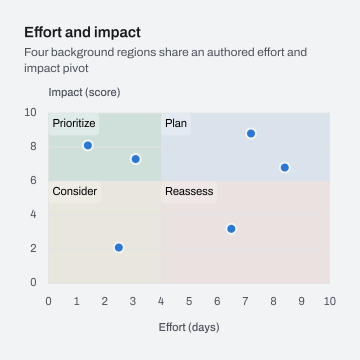 Effort and impact
Four background regions share an authored effort and
impact pivot
Impact (score)
10
Prioritize
Plan
8
6
Consider
Reassess
4
2
0
0 1 2 3 4 5 6 7 8 9 10
Effort (days)